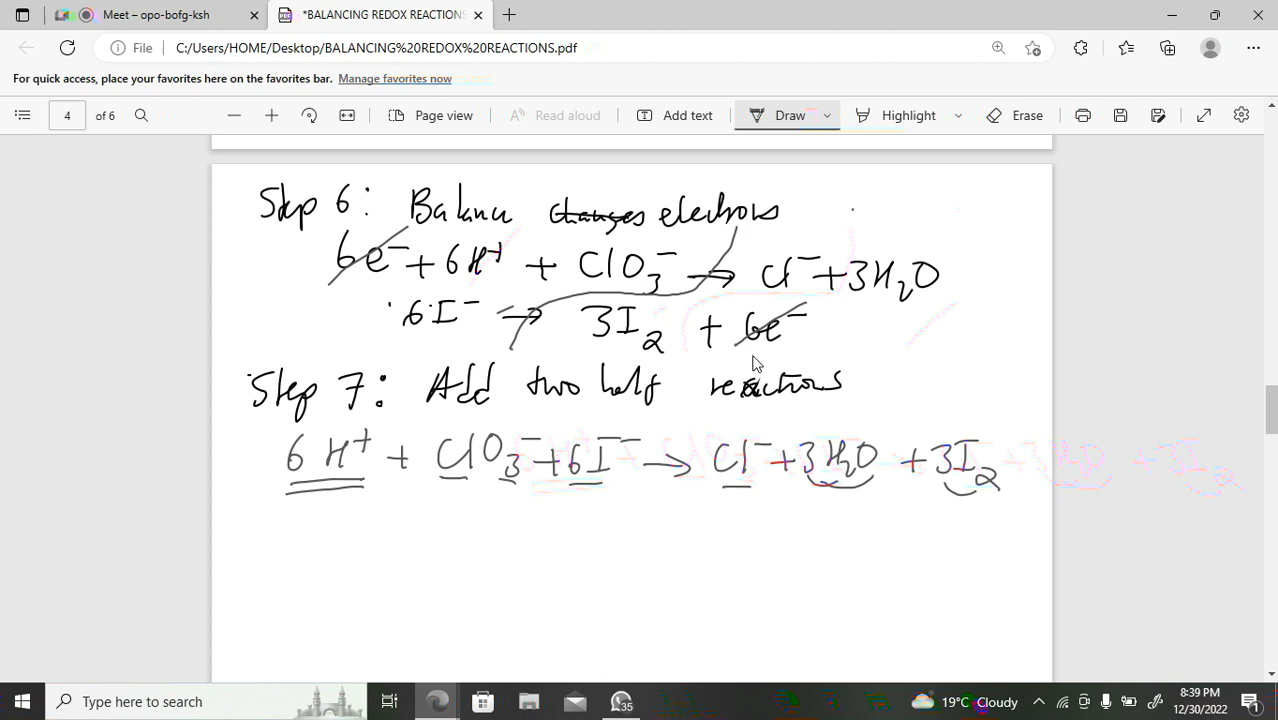 Meet – opo-bofg-ksh
*BALANCING REDOX REACTIONS
File C:/Users/HOME/Desktop/BALANCING%20REDOX%20REACTIONS.pdf
For quick access, place your favorites here on the favorites bar. Manage favorites now
4 of 6 Page view Read aloud Add text Draw Highlight Erase
Step 6: Balance changes electrons
6e⁻ + 6H⁺ + ClO₃⁻ → Cl⁻ + 3H₂O
6I⁻ → 3I₂ + 6e⁻
Step 7: Add two half reactions
6H⁺ + ClO₃⁻ + 6I⁻ → Cl⁻ + 3H₂O + 3I₂
Type here to search 35 19°C Cloudy 8:39 PM
12/30/2022 1